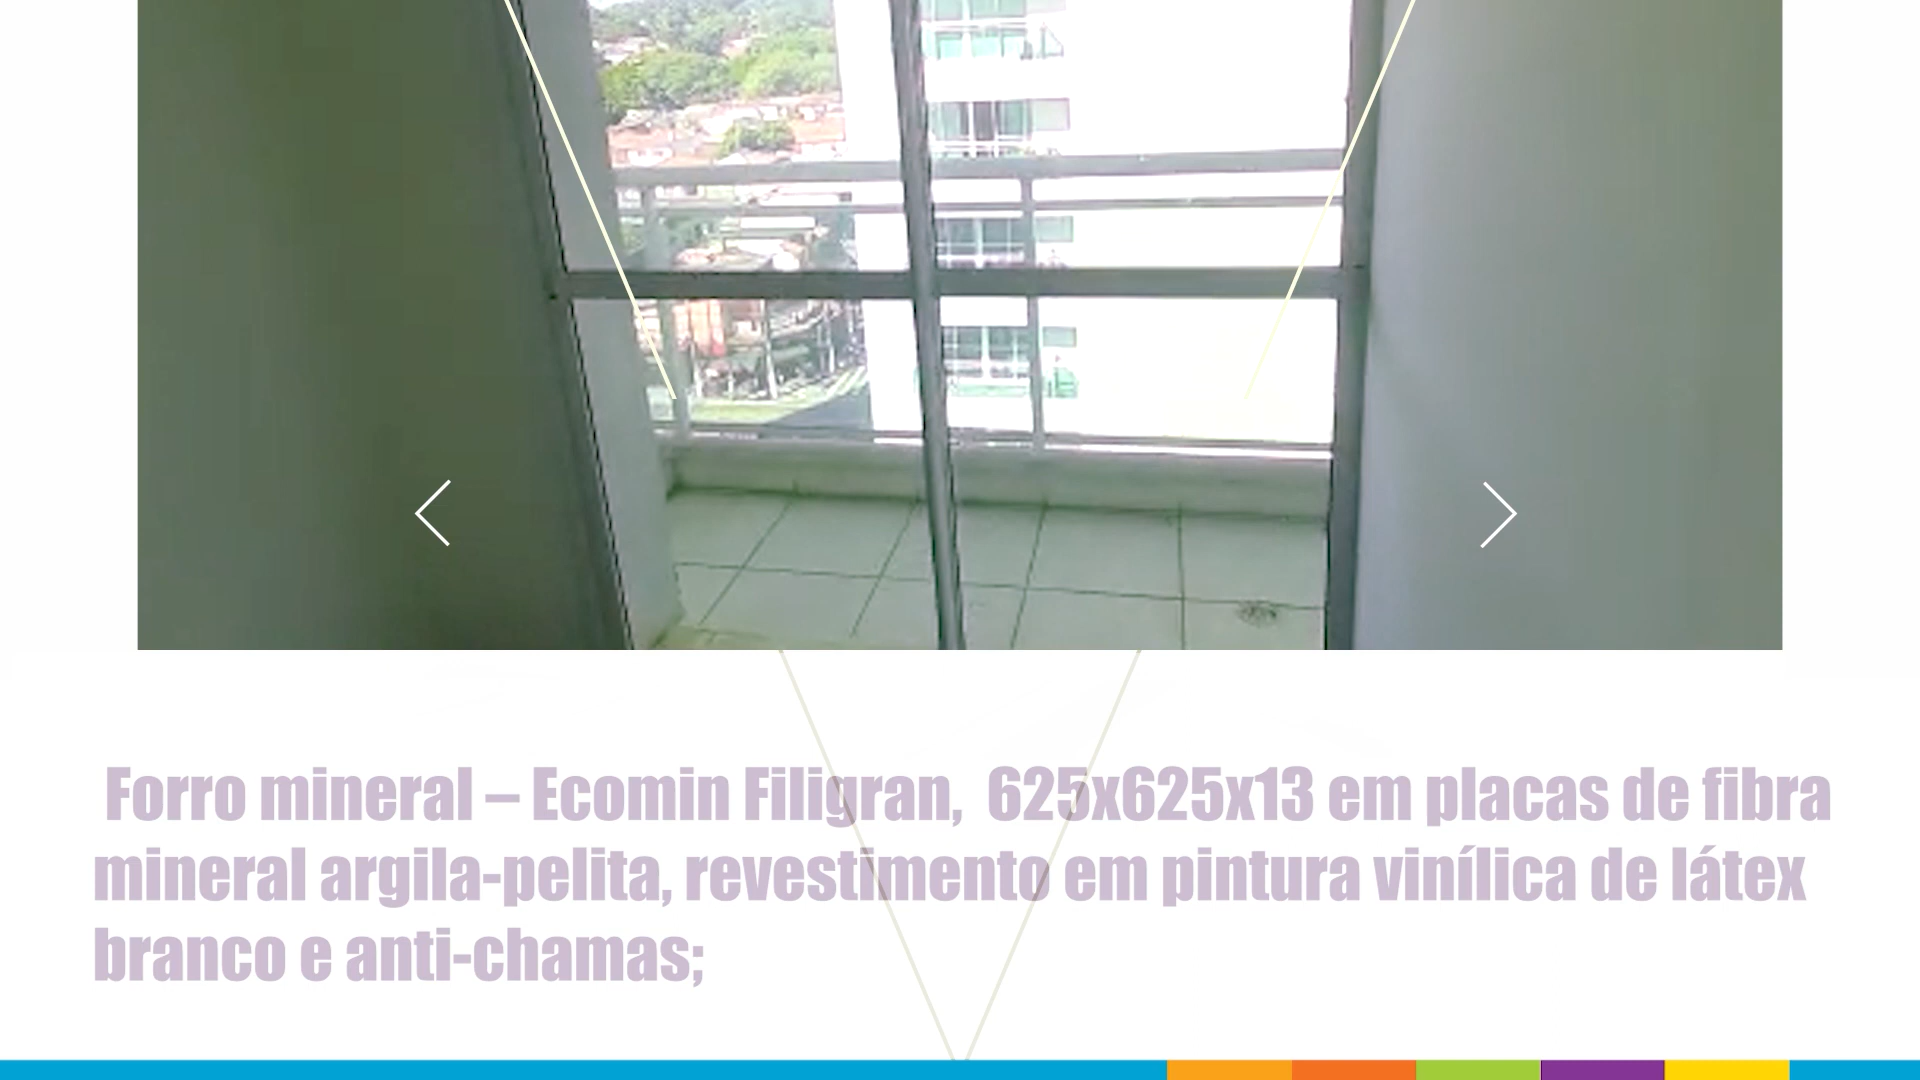 Forro mineral – Ecomin Filigran, 625x625x13 em placas de fibra
mineral argila-pelita, revestimento em pintura vinílica de látex
branco e anti-chamas;